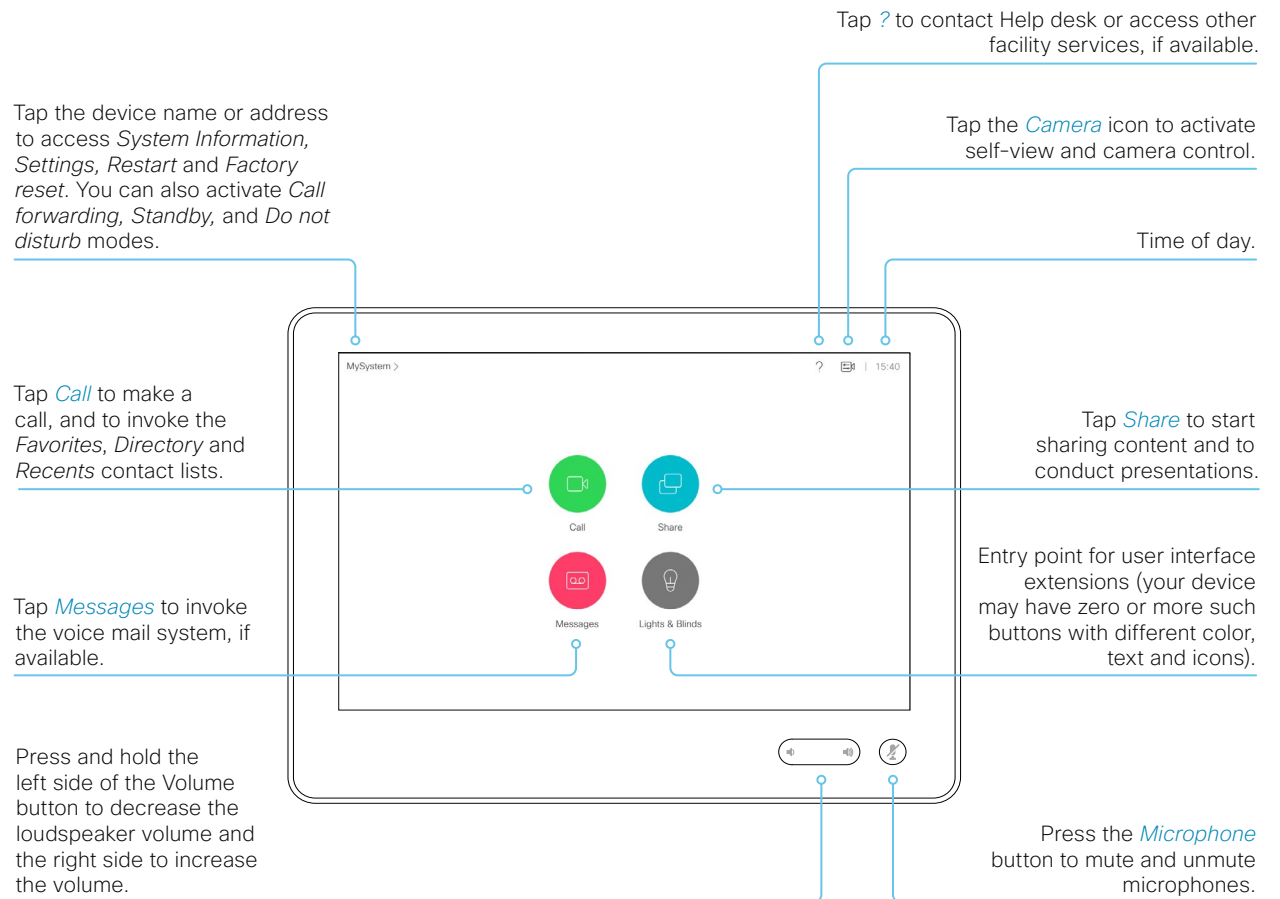 Tap ? to contact Help desk or access other
facility services, if available.
Tap the device name or address
to access System Information,
Settings, Restart and Factory
reset. You can also activate Call
forwarding, Standby, and Do not
disturb modes.
Tap the Camera icon to activate
self-view and camera control.
Time of day.
MySystem >
? | 15:40
Tap Call to make a
call, and to invoke the
Favorites, Directory and
Recents contact lists.
Tap Share to start
sharing content and to
conduct presentations.
Call
Share
Messages
Lights & Blinds
Tap Messages to invoke
the voice mail system, if
available.
Entry point for user interface
extensions (your device
may have zero or more such
buttons with different color,
text and icons).
Press and hold the
left side of the Volume
button to decrease the
loudspeaker volume and
the right side to increase
the volume.
Press the Microphone
button to mute and unmute
microphones.